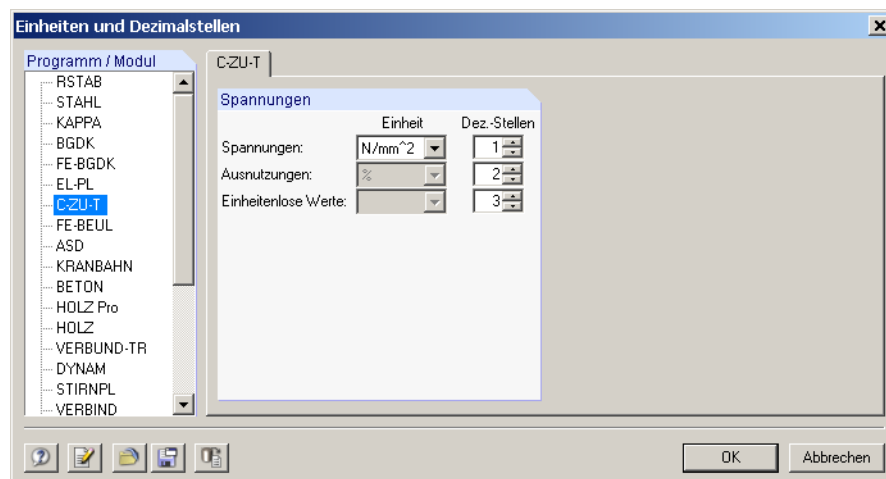 Einheiten und Dezimalstellen
Programm / Modul
RSTAB
STAHL
KAPPA
BGDK
FE-BGDK
EL-PL
C-ZU-T
FE-BEUL
ASD
KRANBAHN
BETON
HOLZ Pro
HOLZ
VERBUND-TR
DYNAM
STIRNPL
VERBIND
C-ZU-T
Spannungen
Einheit Dez.-Stellen
Spannungen: N/mm^2 1
Ausnutzungen: % 2
Einheitenlose Werte: 3
OK Abbrechen